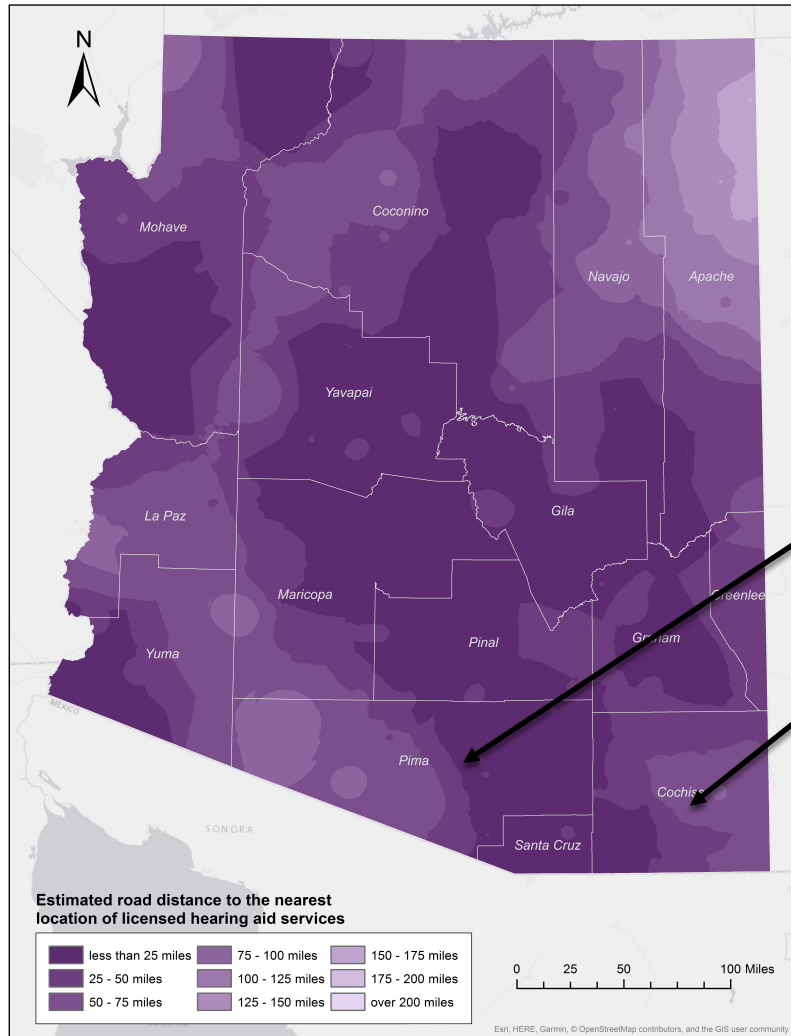 N
Mohave
Coconino
Navajo
Apache
Yavapai
La Paz
Gila
Maricopa
Greenlee
Yuma
Pinal
Graham
MEXICO
Pima
Cochise
SONORA
Santa Cruz
Estimated road distance to the nearest
location of licensed hearing aid services
less than 25 miles
75 - 100 miles
150 - 175 miles
25 - 50 miles
100 - 125 miles
175 - 200 miles
50 - 75 miles
125 - 150 miles
over 200 miles
0 25 50 100 Miles
Esri, HERE, Garmin, © OpenStreetMap contributors, and the GIS user community